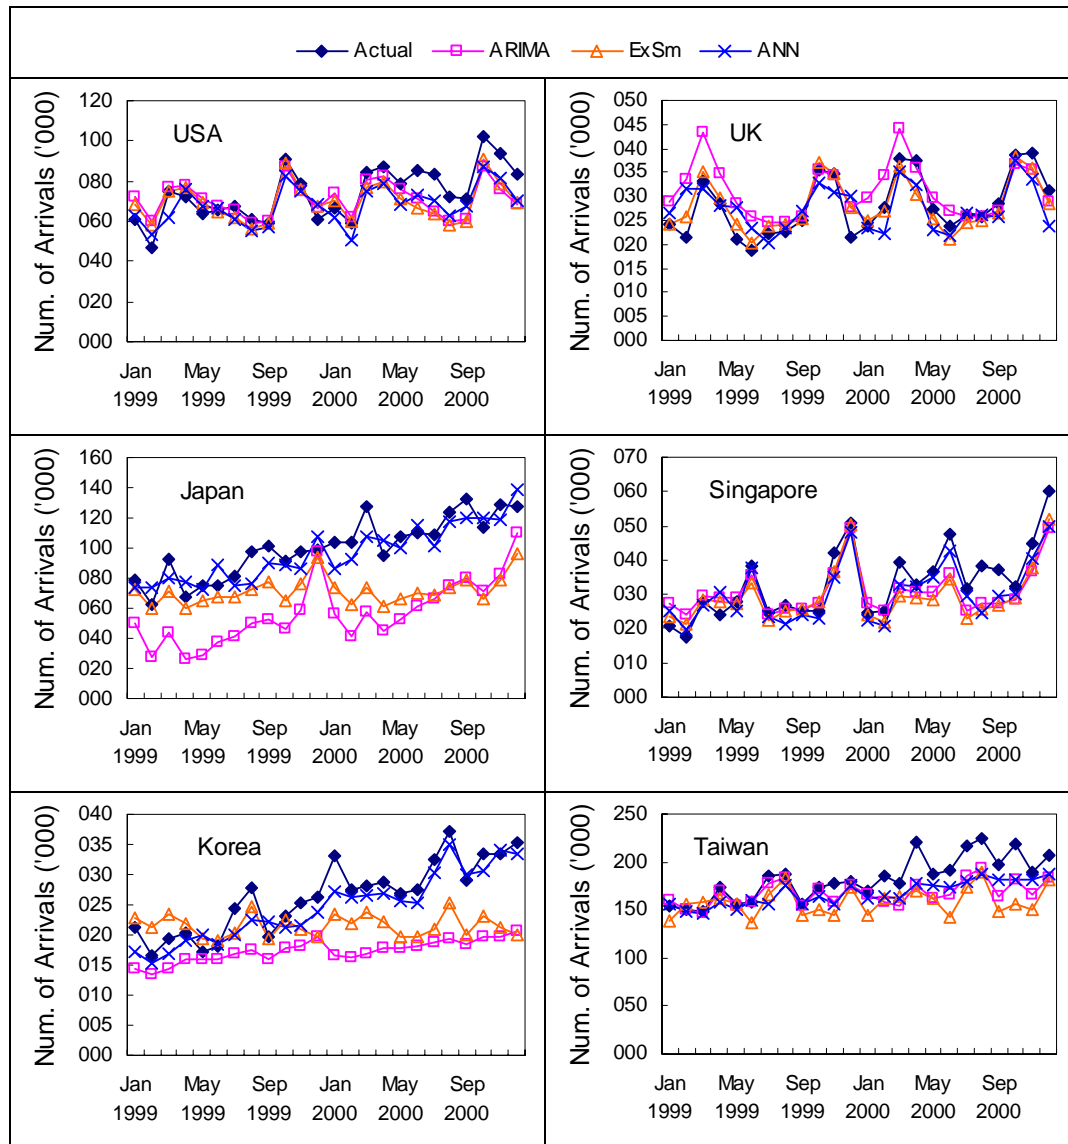 Actual ARIMA ExSm ANN
Num. of Arrivals ('000)
120
100
080
060
040
020
000
USA
Jan May Sep Jan May Sep
1999 1999 1999 2000 2000 2000
Num. of Arrivals ('000)
050
045
040
035
030
025
020
015
010
005
000
UK
Jan May Sep Jan May Sep
1999 1999 1999 2000 2000 2000
Num. of Arrivals ('000)
160
140
120
100
080
060
040
020
000
Japan
Jan May Sep Jan May Sep
1999 1999 1999 2000 2000 2000
Num. of Arrivals ('000)
070
060
050
040
030
020
010
000
Singapore
Jan May Sep Jan May Sep
1999 1999 1999 2000 2000 2000
Num. of Arrivals ('000)
040
035
030
025
020
015
010
005
000
Korea
Jan May Sep Jan May Sep
1999 1999 1999 2000 2000 2000
Num. of Arrivals ('000)
250
200
150
100
050
000
Taiwan
Jan May Sep Jan May Sep
1999 1999 1999 2000 2000 2000